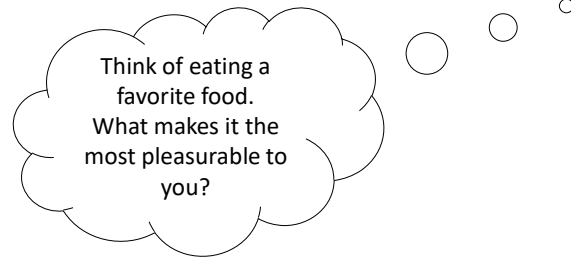 Think of eating a
favorite food.
What makes it the
most pleasurable to
you?